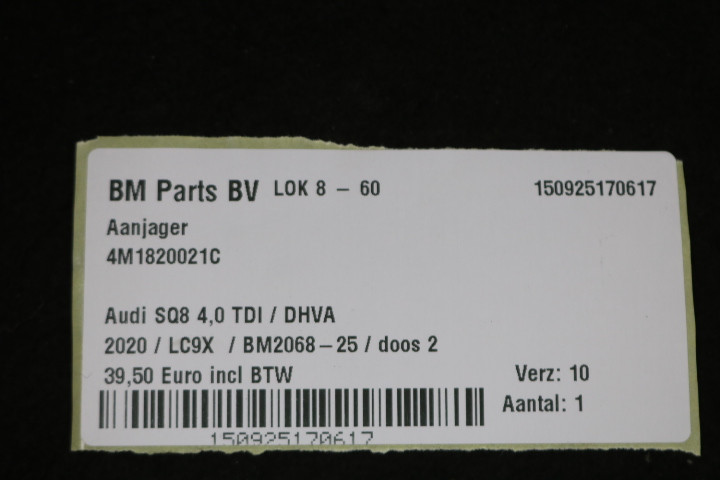 BM Parts BV LOK 8 - 60 150925170617
Aanjager
4M1820021C
Audi SQ8 4,0 TDI / DHVA
2020 / LC9X / BM2068-25 / doos 2
39,50 Euro incl BTW Verz: 10
Aantal: 1
150925170617